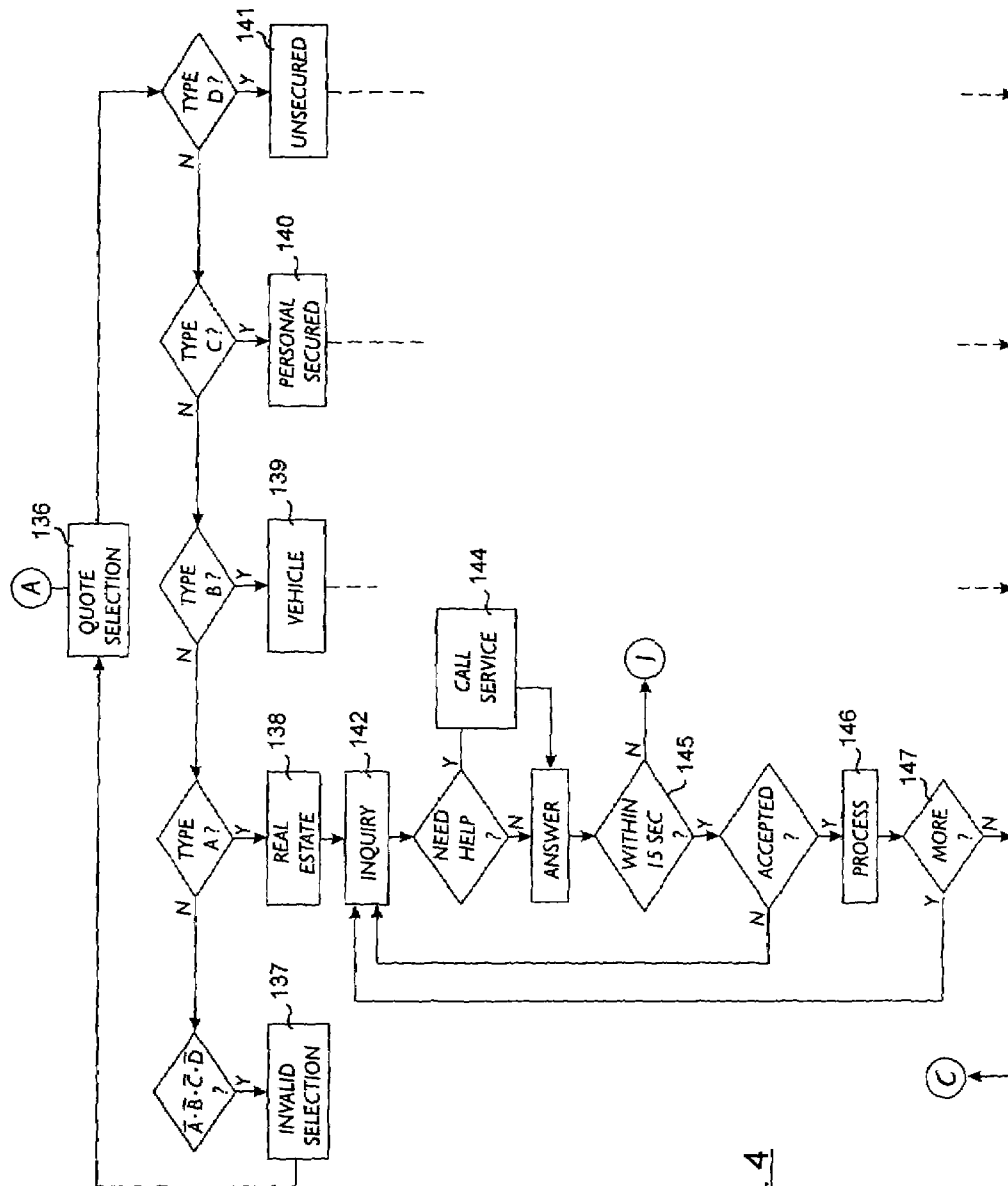 A
136
QUOTE
SELECTION
TYPE
D ?
N
Y
141
UNSECURED
TYPE
C ?
N
Y
140
PERSONAL
SECURED
TYPE
B ?
N
Y
139
VEHICLE
TYPE
A ?
N
Y
138
REAL
ESTATE
A̅·B̅·C̅·D̅
?
Y
137
INVALID
SELECTION
142
INQUIRY
NEED
HELP
?
Y
N
144
CALL
SERVICE
ANSWER
WITHIN
15 SEC
?
N
Y
145
J
ACCEPTED
?
N
Y
146
PROCESS
147
MORE
?
Y
N
C
.4